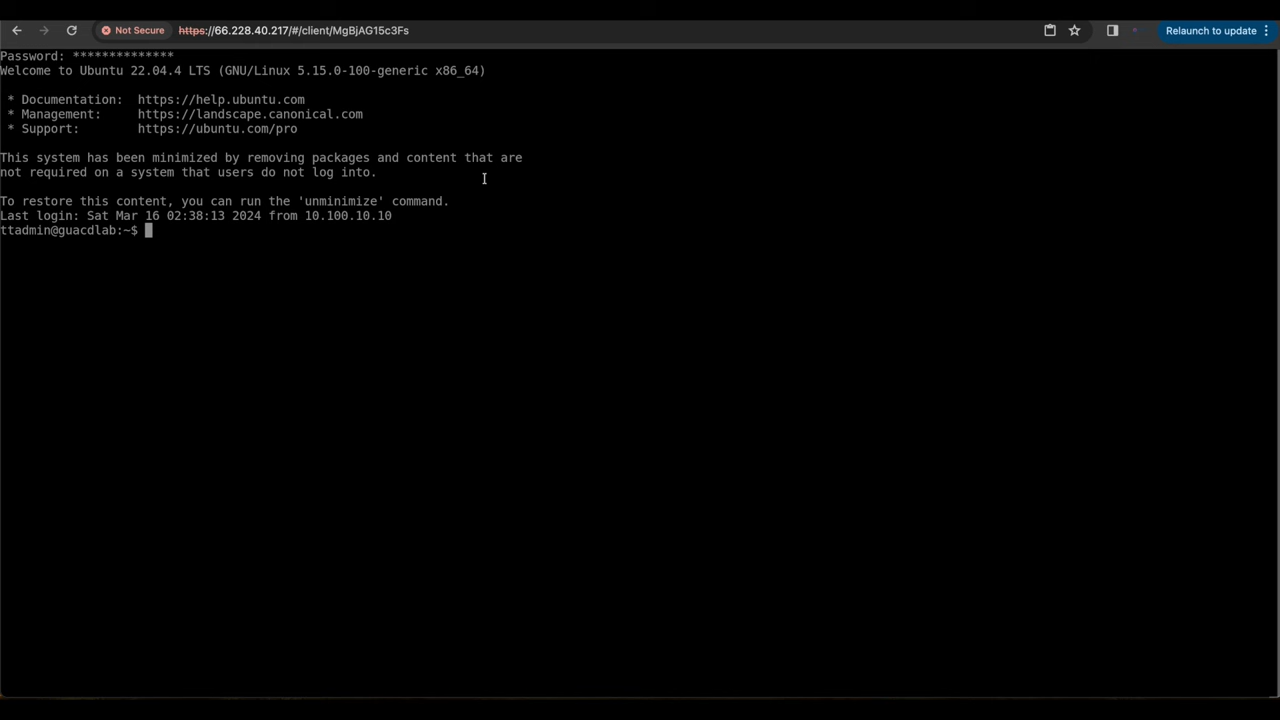 Not Secure https://66.228.40.217/#/client/MgBjAG15c3Fs Relaunch to update
Password: **************
Welcome to Ubuntu 22.04.4 LTS (GNU/Linux 5.15.0-100-generic x86_64)
* Documentation: https://help.ubuntu.com
* Management: https://landscape.canonical.com
* Support: https://ubuntu.com/pro
This system has been minimized by removing packages and content that are
not required on a system that users do not log into.
To restore this content, you can run the 'unminimize' command.
Last login: Sat Mar 16 02:38:13 2024 from 10.100.10.10
ttadmin@guacdlab:~$